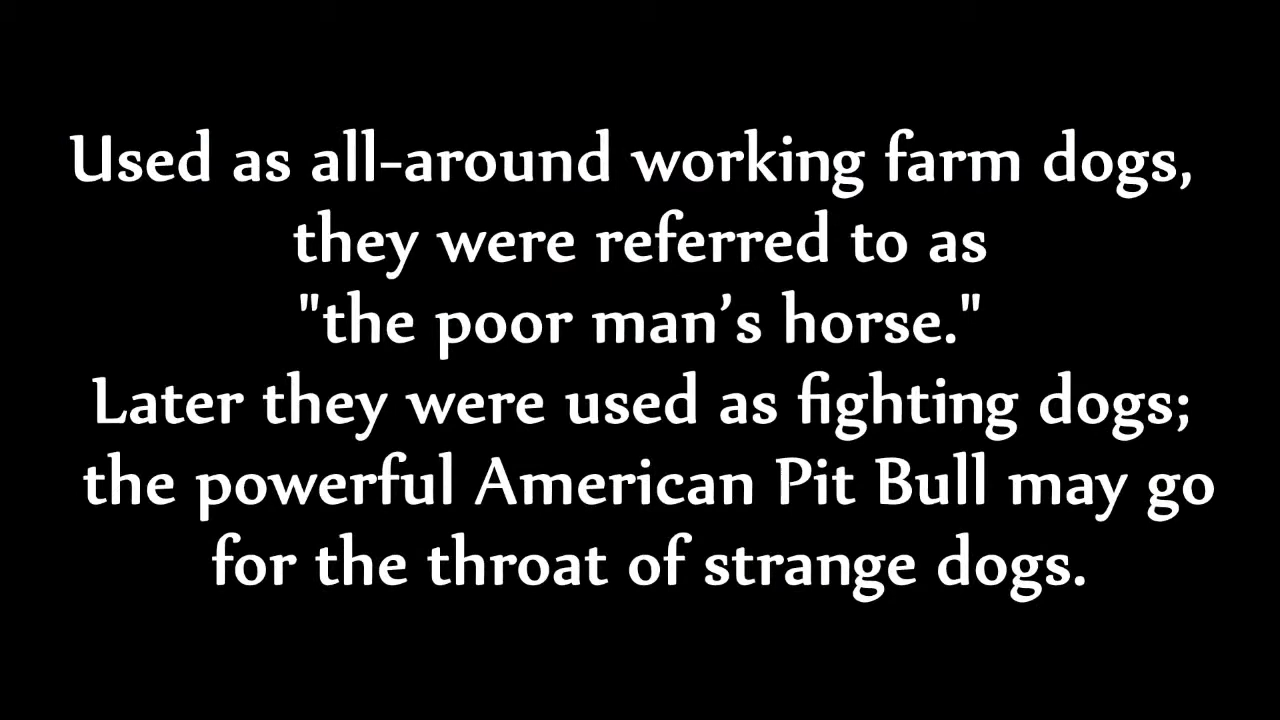 Used as all-around working farm dogs,
they were referred to as
"the poor man’s horse."
Later they were used as fighting dogs;
the powerful American Pit Bull may go
for the throat of strange dogs.